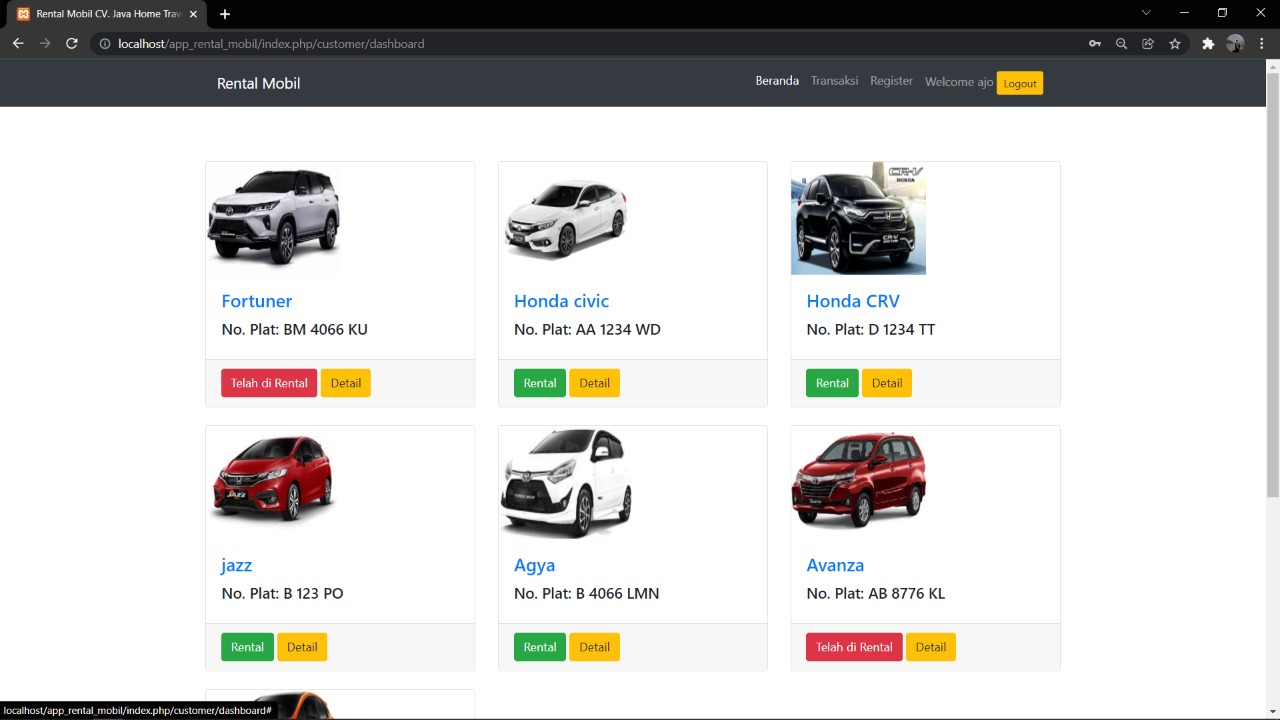 Rental Mobil CV. Java Home Trav
localhost/app_rental_mobil/index.php/customer/dashboard
Rental Mobil
Beranda Transaksi Register Welcome ajo Logout
CR-V
HONDA
CR-V
Fortuner Honda civic Honda CRV
No. Plat: BM 4066 KU No. Plat: AA 1234 WD No. Plat: D 1234 TT
Telah di Rental Detail Rental Detail Rental Detail
JAZZ
jazz Agya Avanza
No. Plat: B 123 PO No. Plat: B 4066 LMN No. Plat: AB 8776 KL
Rental Detail Rental Detail Telah di Rental Detail
localhost/app_rental_mobil/index.php/customer/dashboard#